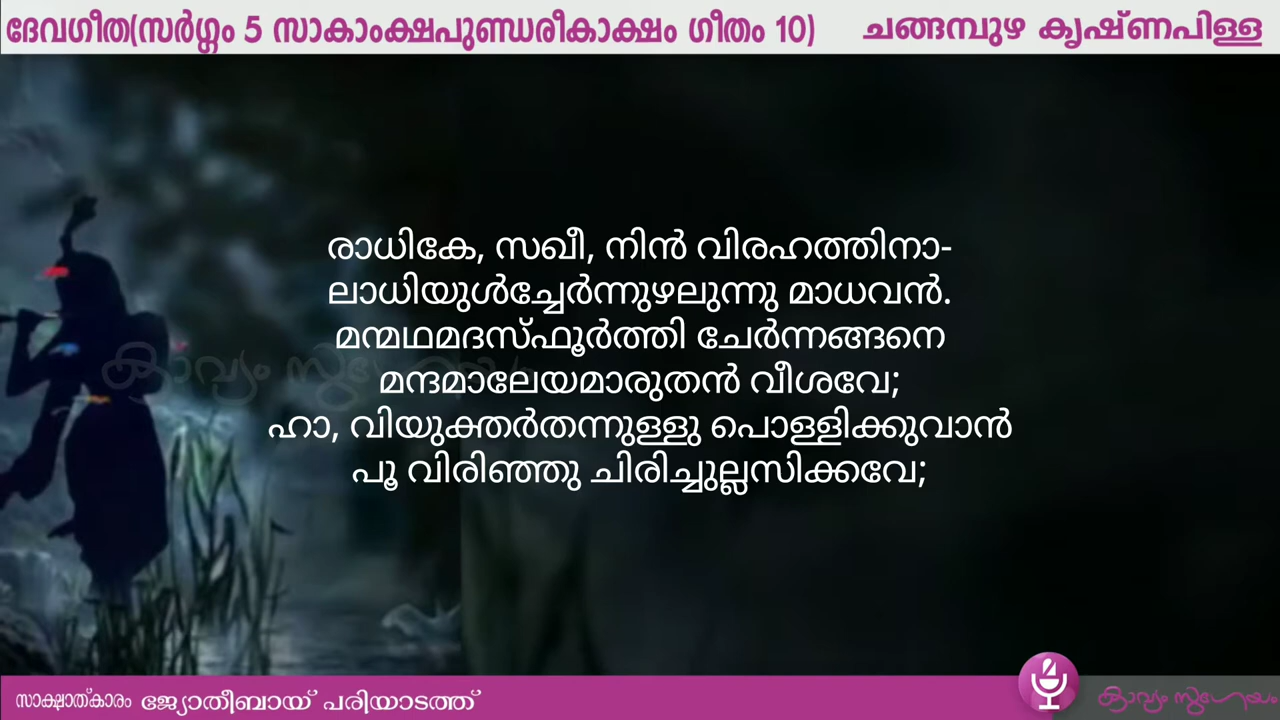 ദേവഗീത(സർഗ്ഗം 5 സാകാംക്ഷപുണ്ഡരീകാക്ഷം ഗീതം 10)
ചങ്ങമ്പുഴ കൃഷ്ണപിള്ള
രാധികേ, സഖീ, നിൻ വിരഹത്തിനാ-
ലാധിയുൾച്ചേർന്നുഴലുന്നു മാധവൻ.
മന്മഥമദസ്ഫൂർത്തി ചേർന്നങ്ങനെ
മന്ദമാലേയമാരുതൻ വീശവേ;
ഹാ, വിയുക്തർതന്നുള്ളു പൊള്ളിക്കുവാൻ
പൂ വിരിഞ്ഞു ചിരിച്ചുല്ലസിക്കവേ;
കാവ്യം സുഗേയം
സാക്ഷാത്കാരം ജ്യോതീബായ് പരിയാടത്ത്
കാവ്യം സുഗേയം